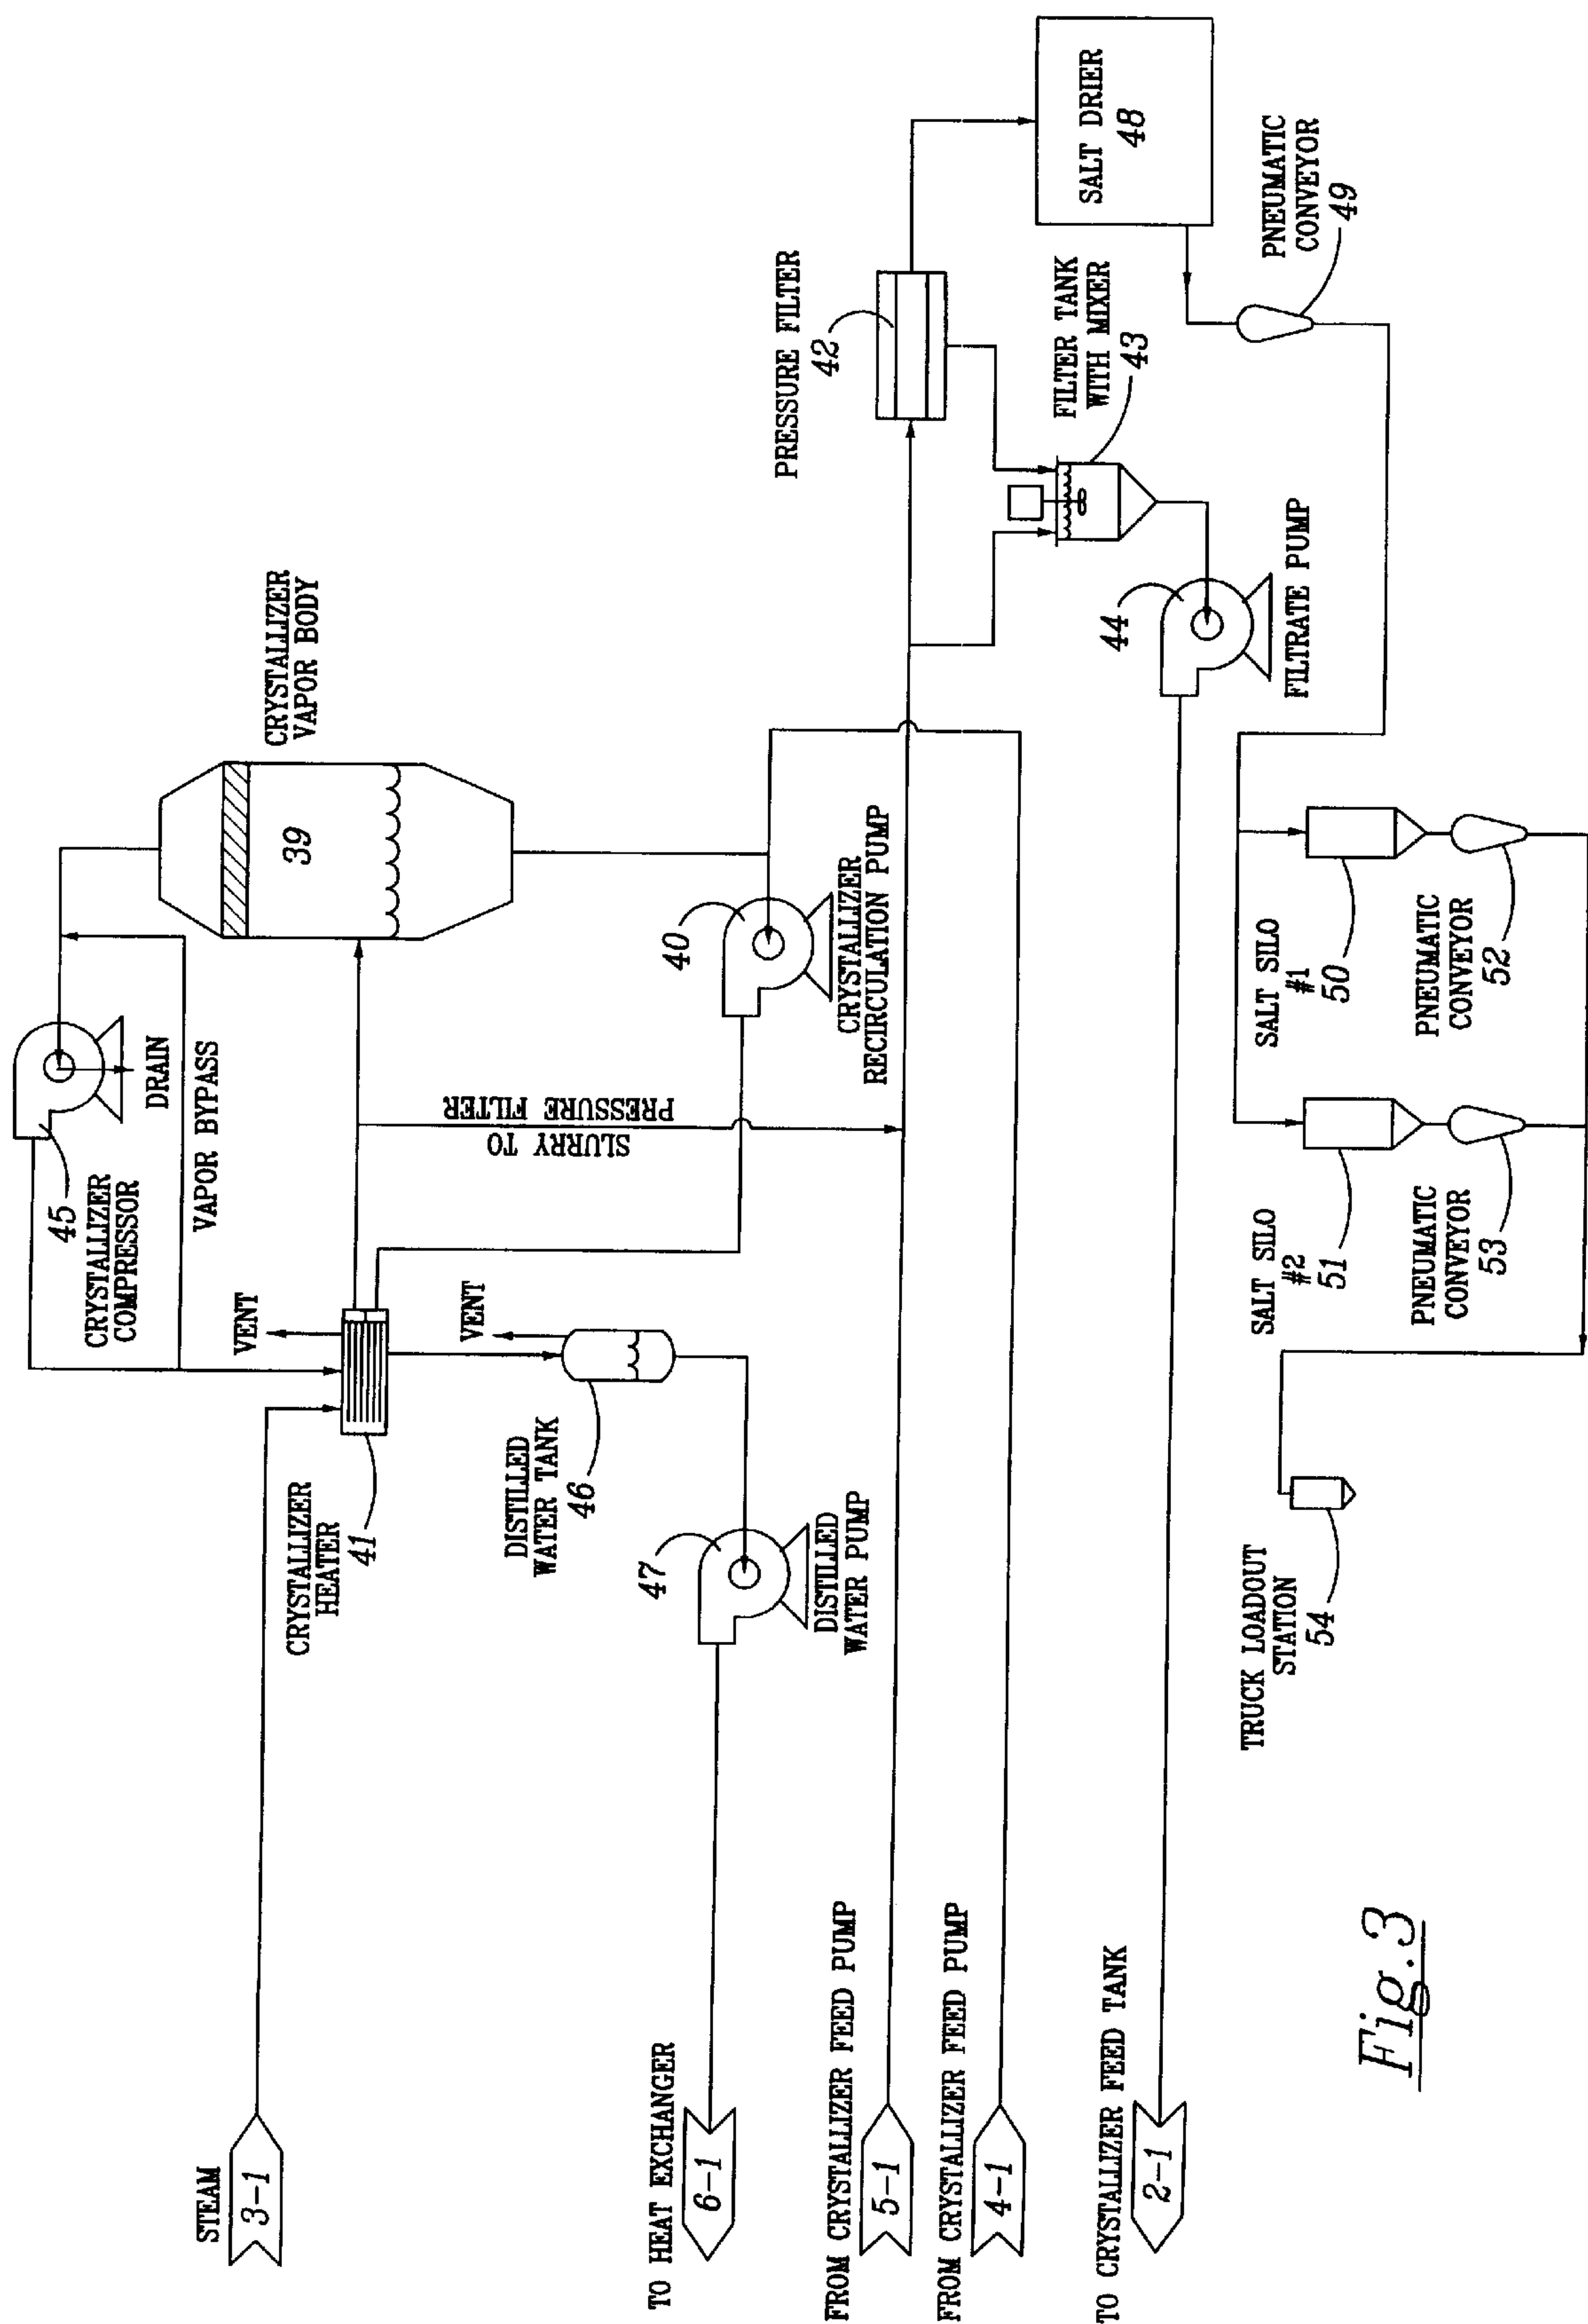 STEAM
3-1
TO HEAT EXCHANGER
6-1
FROM CRYSTALLIZER FEED PUMP
5-1
FROM CRYSTALLIZER FEED PUMP
4-1
TO CRYSTALLIZER FEED TANK
2-1
CRYSTALLIZER
HEATER
41
VENT
45
CRYSTALLIZER
COMPRESSOR
DRAIN
VAPOR BYPASS
CRYSTALLIZER
VAPOR BODY
39
VENT
DISTILLED
WATER TANK
46
47
DISTILLED
WATER PUMP
SLURRY TO
PRESSURE FILTER
40
CRYSTALLIZER
RECIRCULATION PUMP
PRESSURE FILTER
42
FILTER TANK
WITH MIXER
43
44
FILTRATE PUMP
SALT DRIER
48
PNEUMATIC
CONVEYOR
49
SALT SILO
#1
50
PNEUMATIC
CONVEYOR
52
SALT SILO
#2
51
PNEUMATIC
CONVEYOR
53
TRUCK LOADOUT
STATION
54
Fig.3